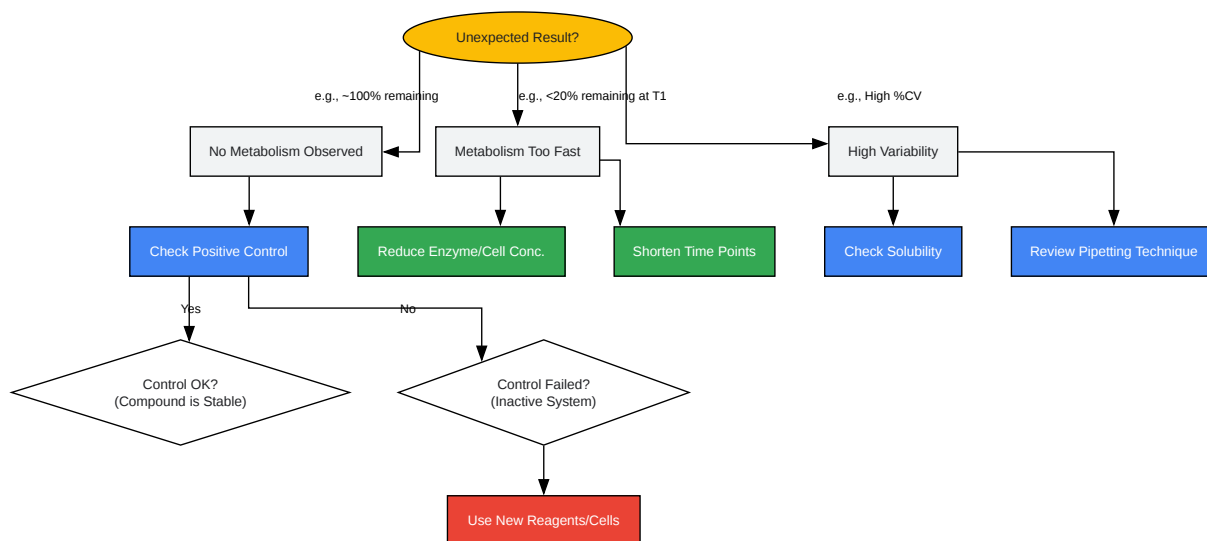 Unexpected Result?
e.g., ~100% remaining
e.g., <20% remaining at T1
e.g., High %CV
No Metabolism Observed
Metabolism Too Fast
High Variability
Check Positive Control
Reduce Enzyme/Cell Conc.
Shorten Time Points
Check Solubility
Review Pipetting Technique
Yes
No
Control OK?
(Compound is Stable)
Control Failed?
(Inactive System)
Use New Reagents/Cells